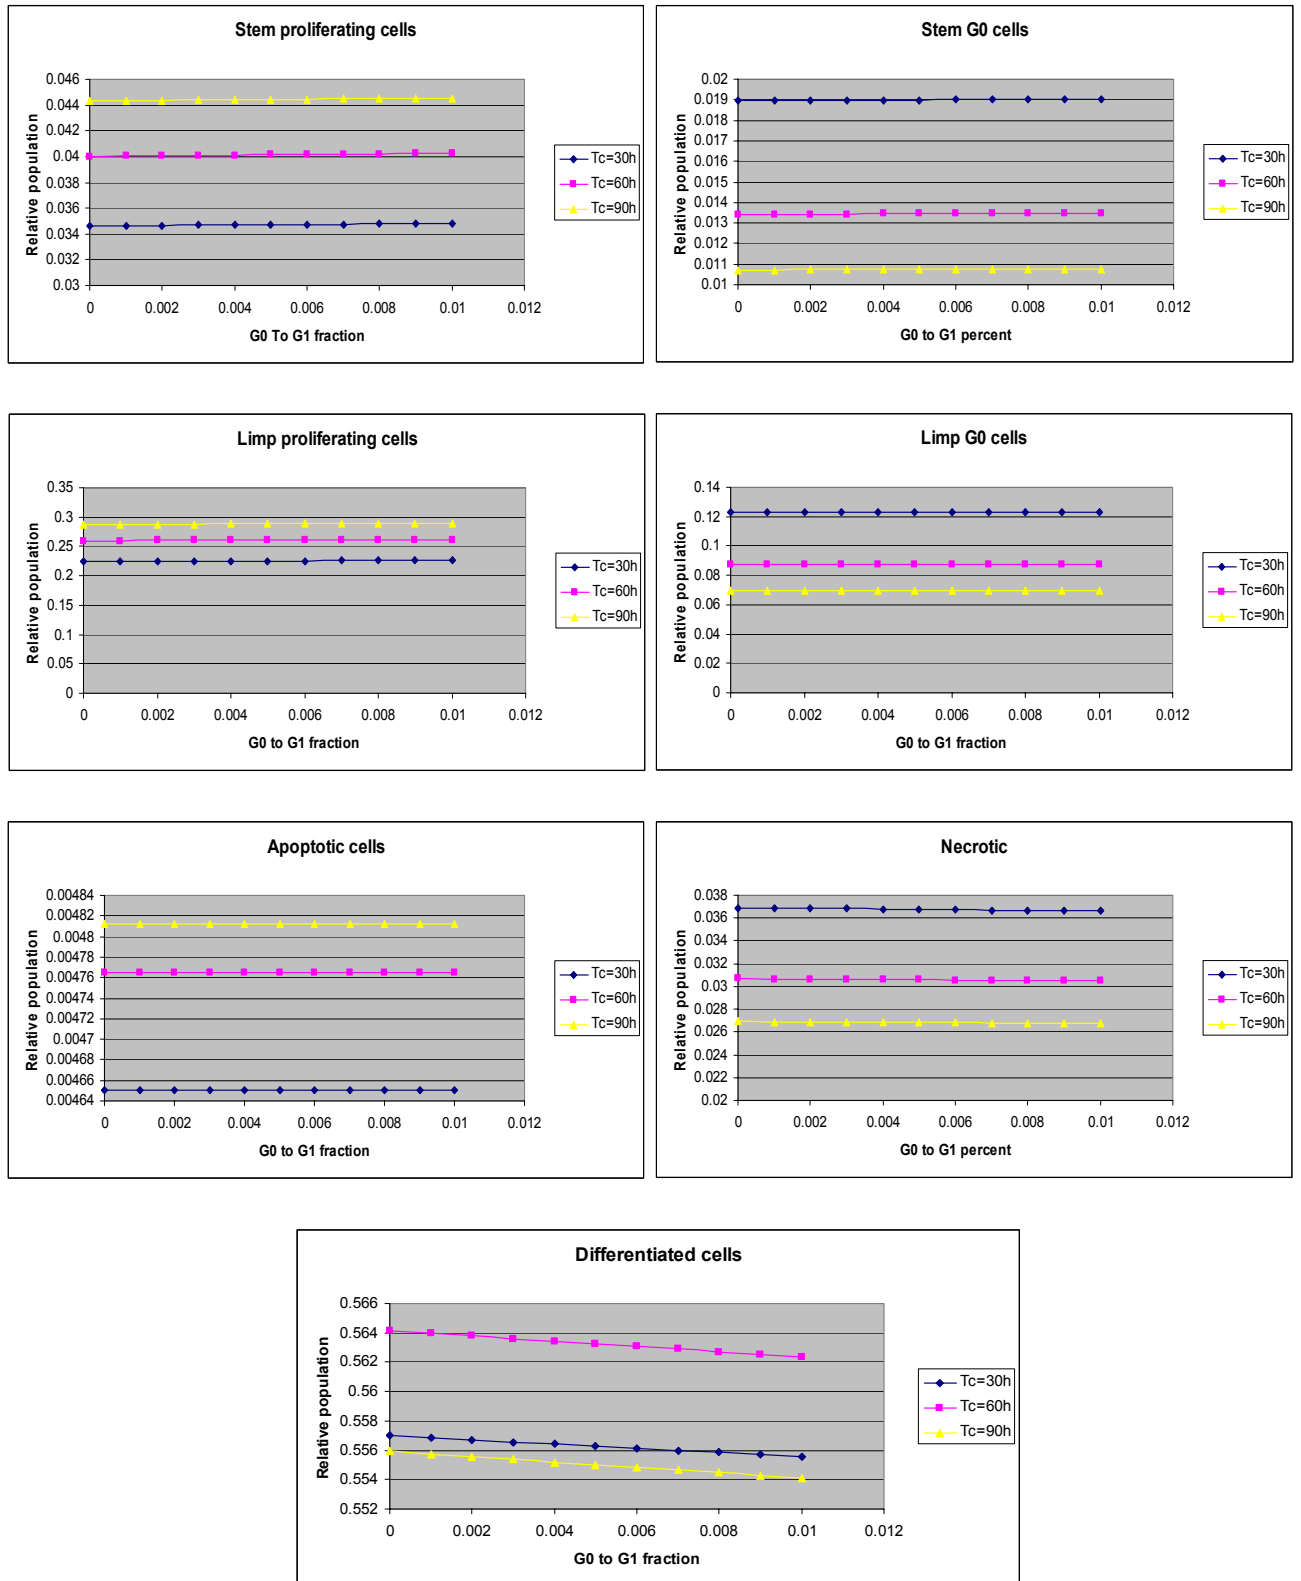 Stem proliferating cells
Relative population
0.046
0.044
0.042
0.04
0.038
0.036
0.034
0.032
0.03
0 0.002 0.004 0.006 0.008 0.01 0.012
G0 To G1 fraction
Tc=30h
Tc=60h
Tc=90h
Stem G0 cells
Relative population
0.02
0.019
0.018
0.017
0.016
0.015
0.014
0.013
0.012
0.011
0.01
0 0.002 0.004 0.006 0.008 0.01 0.012
G0 to G1 percent
Tc=30h
Tc=60h
Tc=90h
Limp proliferating cells
Relative population
0.35
0.3
0.25
0.2
0.15
0.1
0.05
0
0 0.002 0.004 0.006 0.008 0.01 0.012
G0 to G1 fraction
Tc=30h
Tc=60h
Tc=90h
Limp G0 cells
Relative population
0.14
0.12
0.1
0.08
0.06
0.04
0.02
0
0 0.002 0.004 0.006 0.008 0.01 0.012
G0 to G1 fraction
Tc=30h
Tc=60h
Tc=90h
Apoptotic cells
Relative population
0.00484
0.00482
0.0048
0.00478
0.00476
0.00474
0.00472
0.0047
0.00468
0.00466
0.00464
0 0.002 0.004 0.006 0.008 0.01 0.012
G0 to G1 fraction
Tc=30h
Tc=60h
Tc=90h
Necrotic
Relative population
0.038
0.036
0.034
0.032
0.03
0.028
0.026
0.024
0.022
0.02
0 0.002 0.004 0.006 0.008 0.01 0.012
G0 to G1 percent
Tc=30h
Tc=60h
Tc=90h
Differentiated cells
Relative population
0.566
0.564
0.562
0.56
0.558
0.556
0.554
0.552
0 0.002 0.004 0.006 0.008 0.01 0.012
G0 to G1 fraction
Tc=30h
Tc=60h
Tc=90h